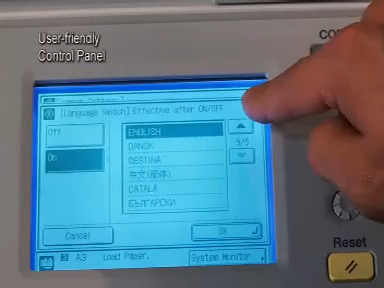 User-friendly
Control Panel
CO
[Language Switch] Effective after ON/OFF
Off
On
ENGLISH
DANSK
ČEŠTINA
中文(简体)
CATALÀ
БЪЛГАРСКИ
5/5
Cancel
OK
A3 Load Paper.
System Monitor
Reset